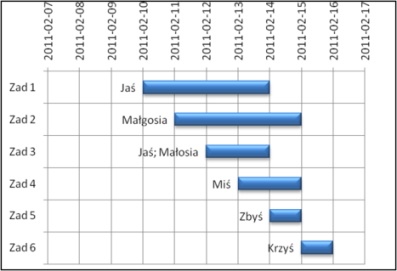 2011-02-07
2011-02-08
2011-02-09
2011-02-10
2011-02-11
2011-02-12
2011-02-13
2011-02-14
2011-02-15
2011-02-16
2011-02-17
Zad 1 Jaś
Zad 2 Małgosia
Zad 3 Jaś; Małosia
Zad 4 Miś
Zad 5 Zbyś
Zad 6 Krzyś